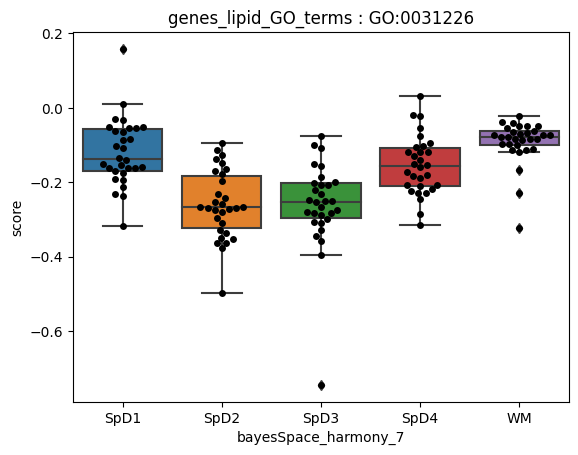 genes_lipid_GO_terms : GO:0031226
0.2
0.0
−0.2
−0.4
−0.6
score
SpD1 SpD2 SpD3 SpD4 WM
bayesSpace_harmony_7